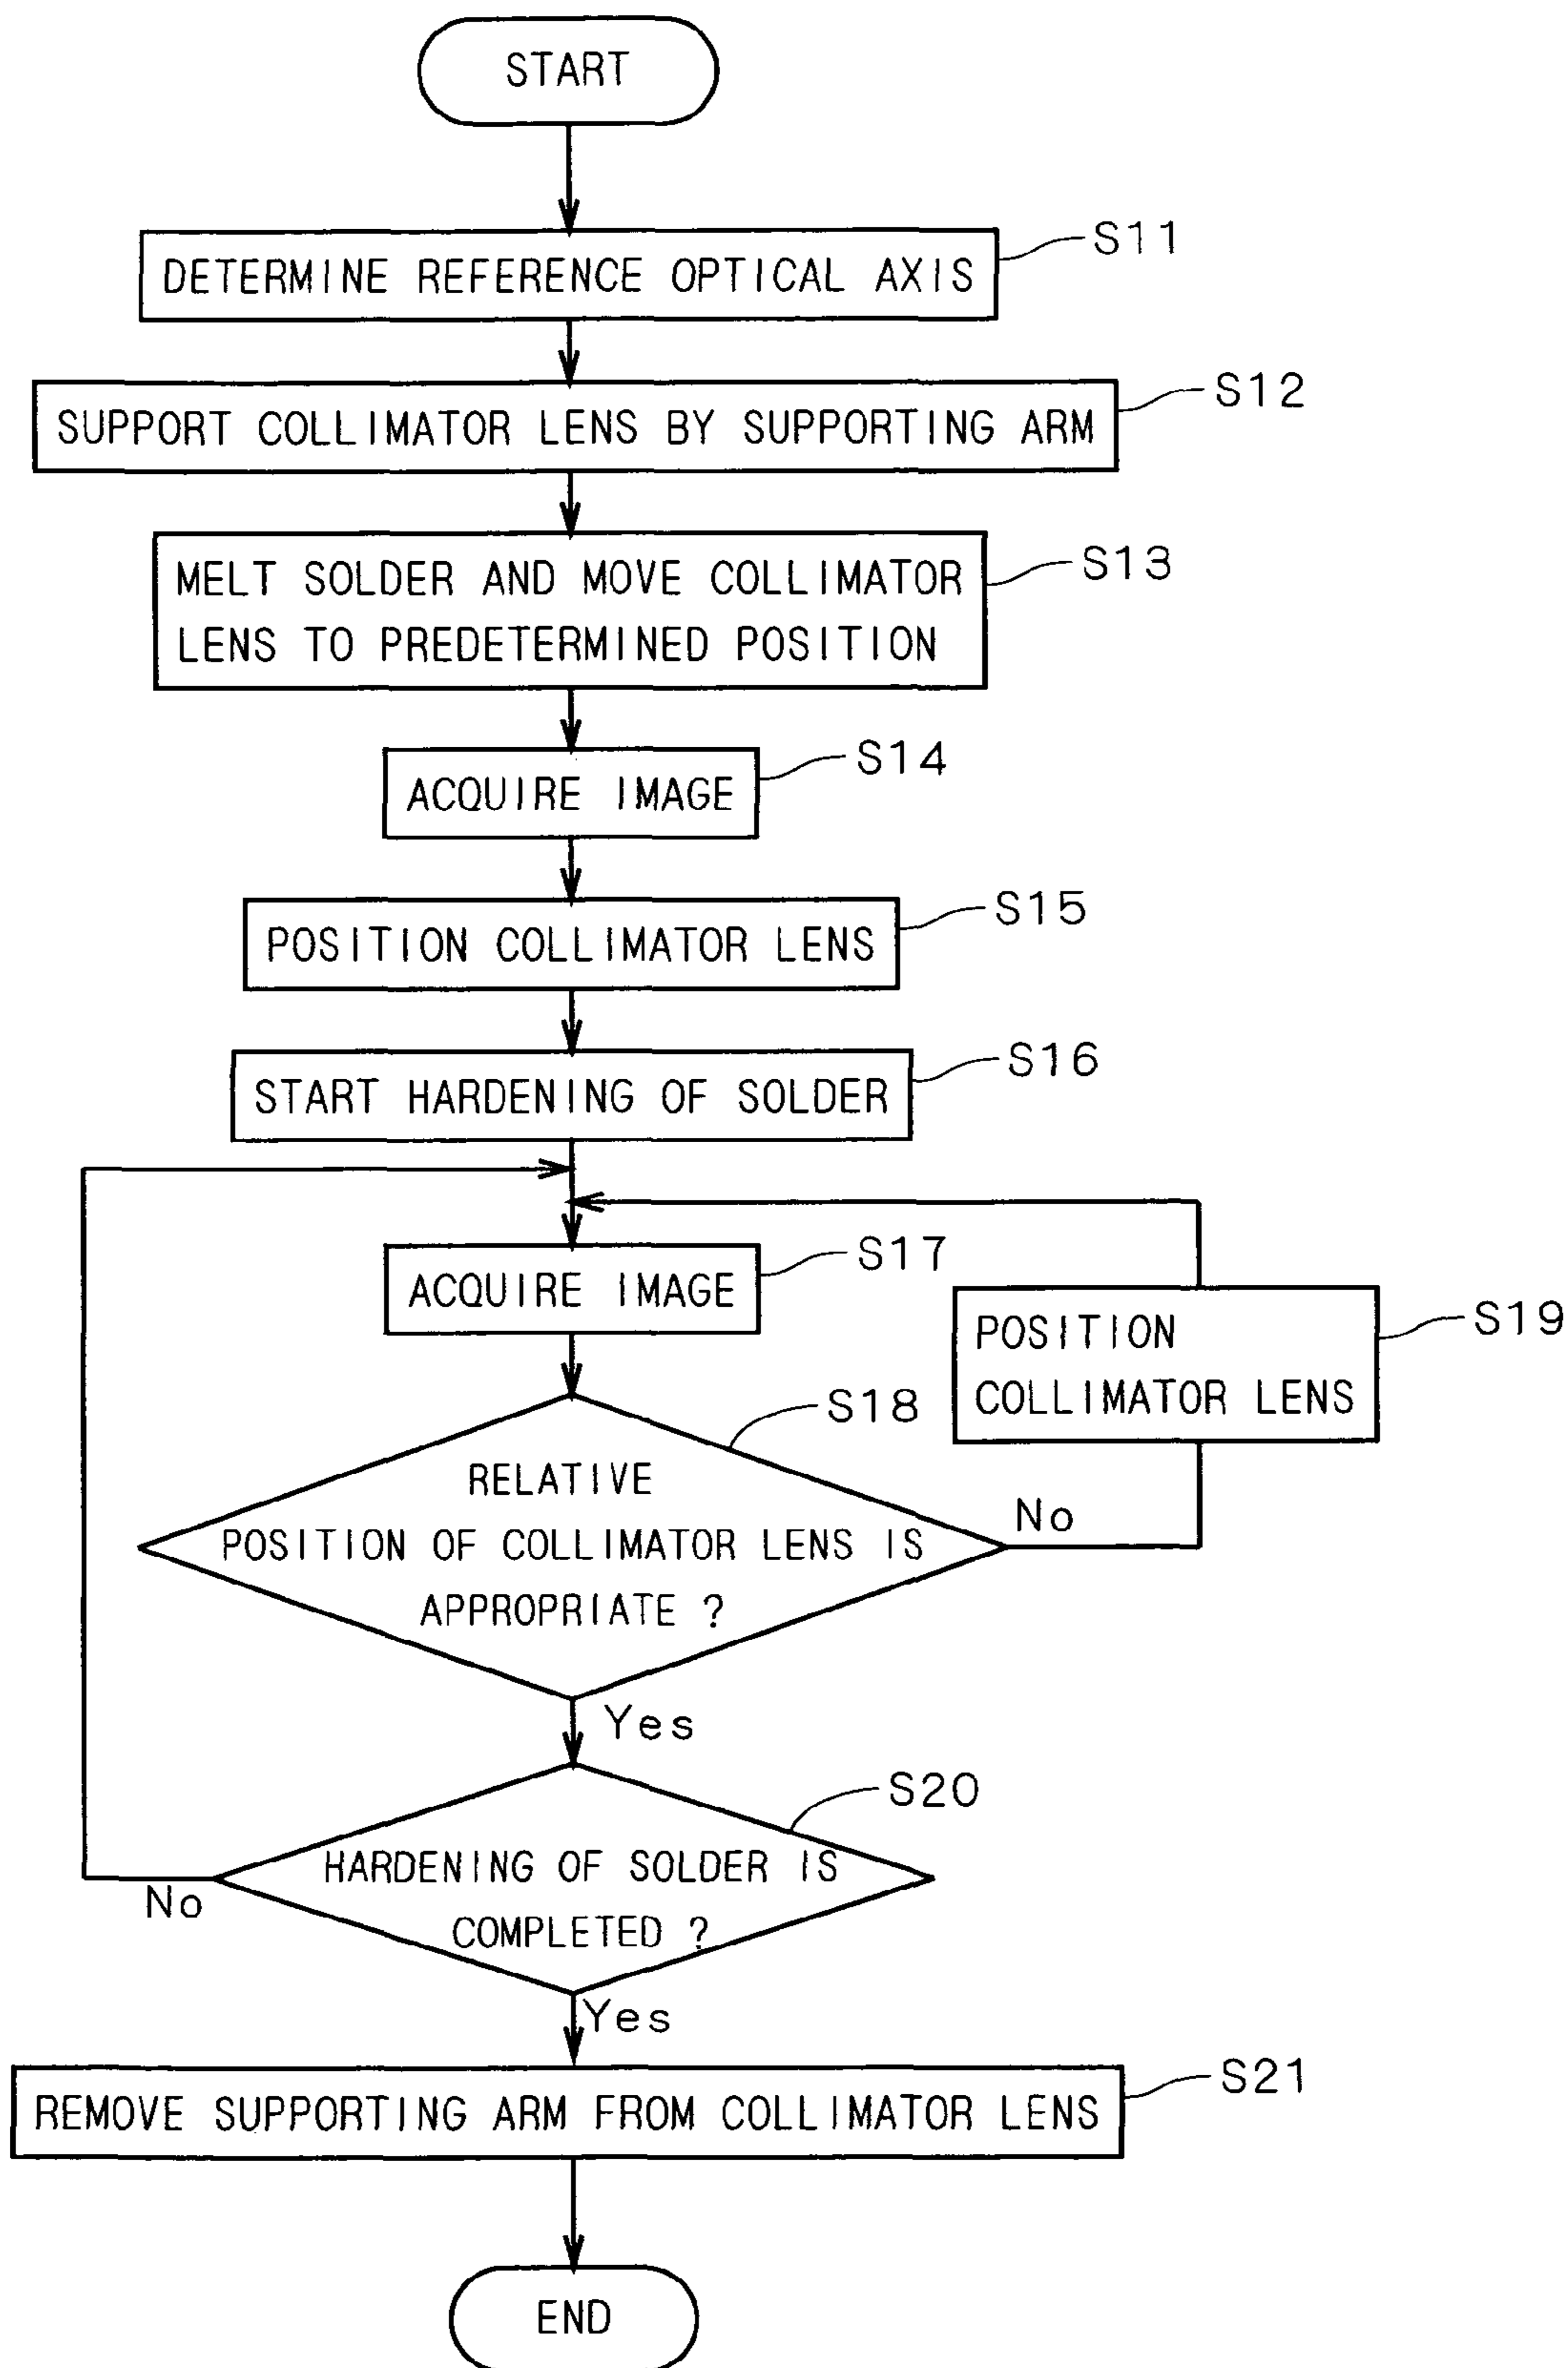 START
S11
DETERMINE REFERENCE OPTICAL AXIS
S12
SUPPORT COLLIMATOR LENS BY SUPPORTING ARM
S13
MELT SOLDER AND MOVE COLLIMATOR
LENS TO PREDETERMINED POSITION
S14
ACQUIRE IMAGE
S15
POSITION COLLIMATOR LENS
S16
START HARDENING OF SOLDER
S17
ACQUIRE IMAGE
S19
POSITION
COLLIMATOR LENS
S18
RELATIVE
POSITION OF COLLIMATOR LENS IS
APPROPRIATE ?
No
Yes
S20
HARDENING OF SOLDER IS
COMPLETED ?
No
Yes
S21
REMOVE SUPPORTING ARM FROM COLLIMATOR LENS
END